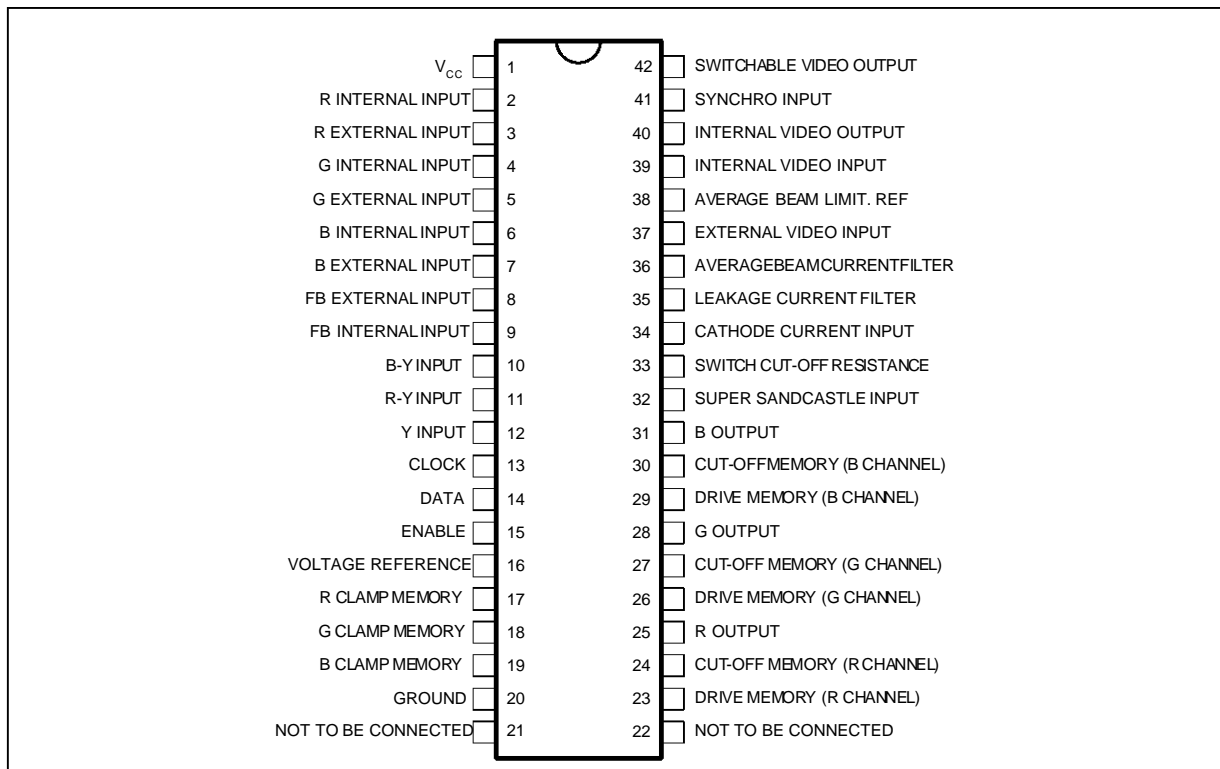 VCC 1 42 SWITCHABLE VIDEO OUTPUT
R INTERNAL INPUT 2 41 SYNCHRO INPUT
R EXTERNAL INPUT 3 40 INTERNAL VIDEO OUTPUT
G INTERNAL INPUT 4 39 INTERNAL VIDEO INPUT
G EXTERNAL INPUT 5 38 AVERAGE BEAM LIMIT. REF
B INTERNAL INPUT 6 37 EXTERNAL VIDEO INPUT
B EXTERNAL INPUT 7 36 AVERAGE BEAM CURRENT FILTER
FB EXTERNAL INPUT 8 35 LEAKAGE CURRENT FILTER
FB INTERNAL INPUT 9 34 CATHODE CURRENT INPUT
B-Y INPUT 10 33 SWITCH CUT-OFF RESISTANCE
R-Y INPUT 11 32 SUPER SANDCASTLE INPUT
Y INPUT 12 31 B OUTPUT
CLOCK 13 30 CUT-OFF MEMORY (B CHANNEL)
DATA 14 29 DRIVE MEMORY (B CHANNEL)
ENABLE 15 28 G OUTPUT
VOLTAGE REFERENCE 16 27 CUT-OFF MEMORY (G CHANNEL)
R CLAMP MEMORY 17 26 DRIVE MEMORY (G CHANNEL)
G CLAMP MEMORY 18 25 R OUTPUT
B CLAMP MEMORY 19 24 CUT-OFF MEMORY (R CHANNEL)
GROUND 20 23 DRIVE MEMORY (R CHANNEL)
NOT TO BE CONNECTED 21 22 NOT TO BE CONNECTED